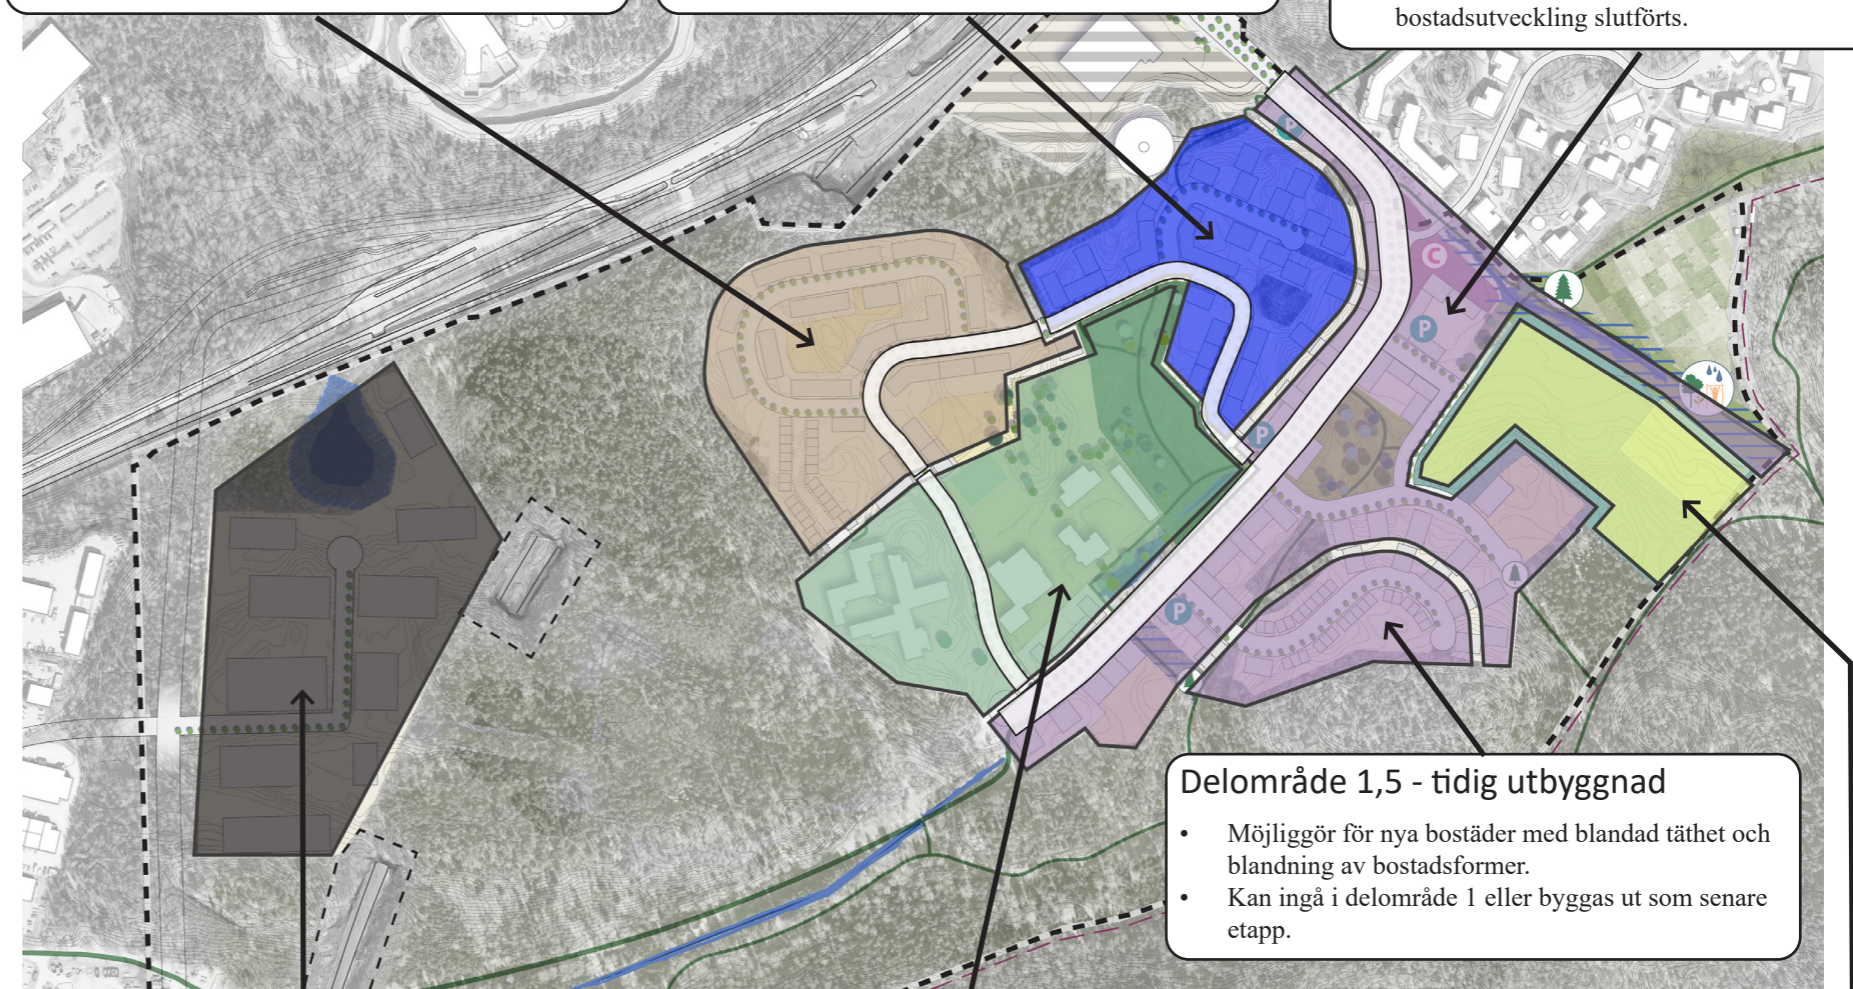 bostadsutveckling slutförts.
P
C
P
P
P
Delområde 1,5 - tidig utbyggnad
• Möjliggör för nya bostäder med blandad täthet och
blandning av bostadsformer.
• Kan ingå i delområde 1 eller byggas ut som senare
etapp.